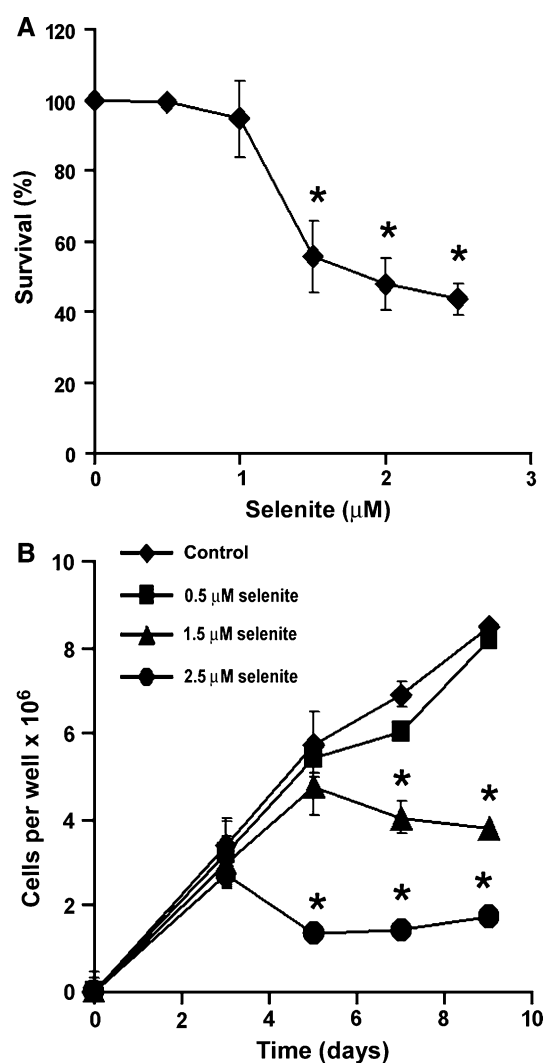 A
120
100
80
60
40
20
0
Survival (%)
* * *
0 1 2 3
Selenite (μM)
B
Control
0.5 μM selenite
1.5 μM selenite
2.5 μM selenite
10
8
6
4
2
0
Cells per well x 10⁶
* *
* * *
0 2 4 6 8 10
Time (days)